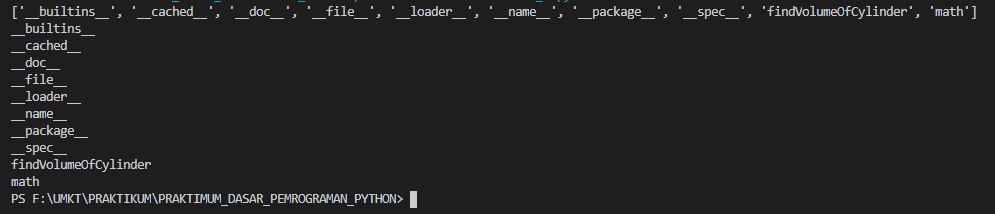 ['__builtins__', '__cached__', '__doc__', '__file__', '__loader__', '__name__', '__package__', '__spec__', 'findVolumeOfCylinder', 'math']
__builtins__
__cached__
__doc__
__file__
__loader__
__name__
__package__
__spec__
findVolumeOfCylinder
math
PS F:\UMKT\PRAKTIKUM\PRAKTIMUM_DASAR_PEMROGRAMAN_PYTHON>